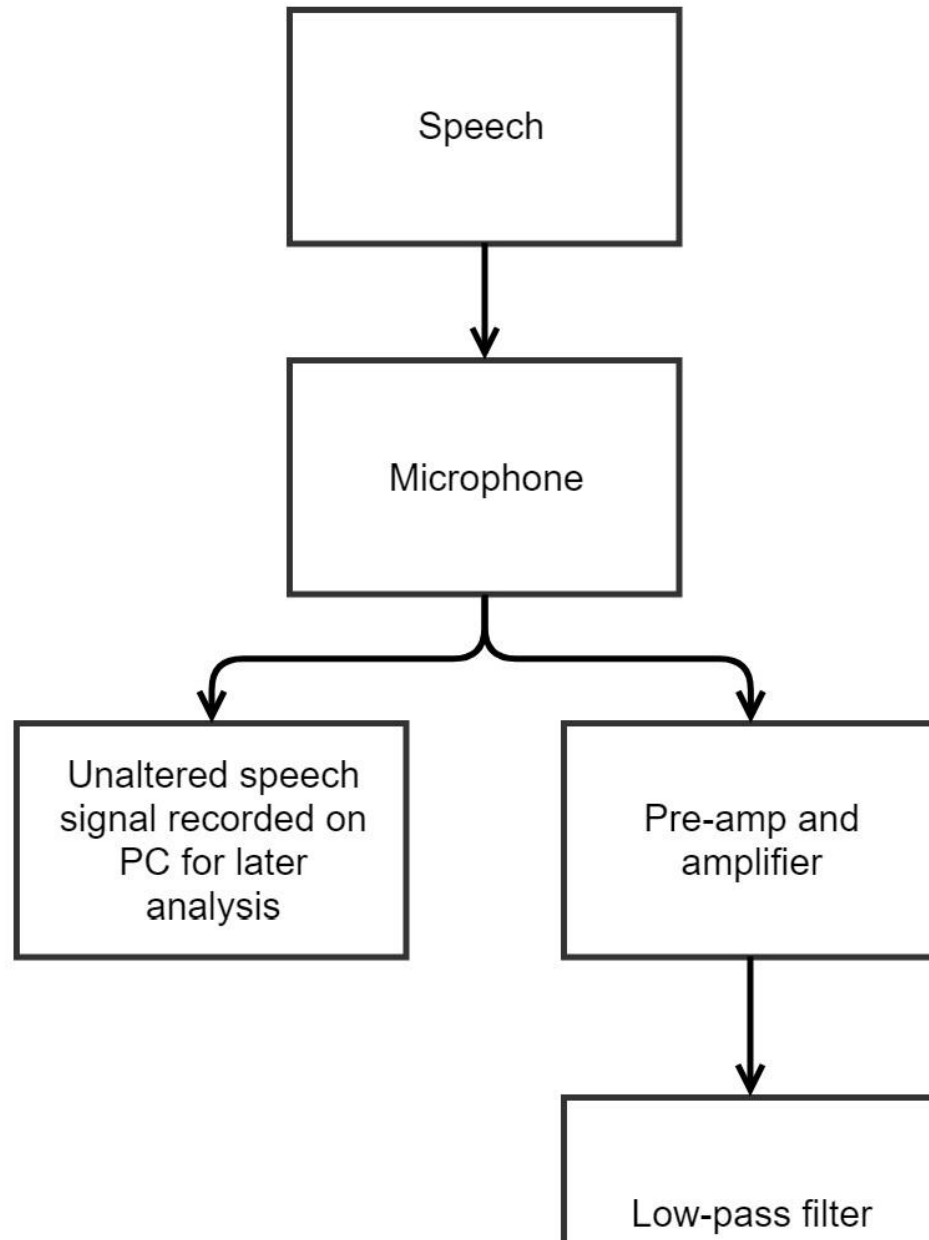 Speech
Microphone
Unaltered speech
signal recorded on
PC for later
analysis
Pre-amp and
amplifier
Low-pass filter